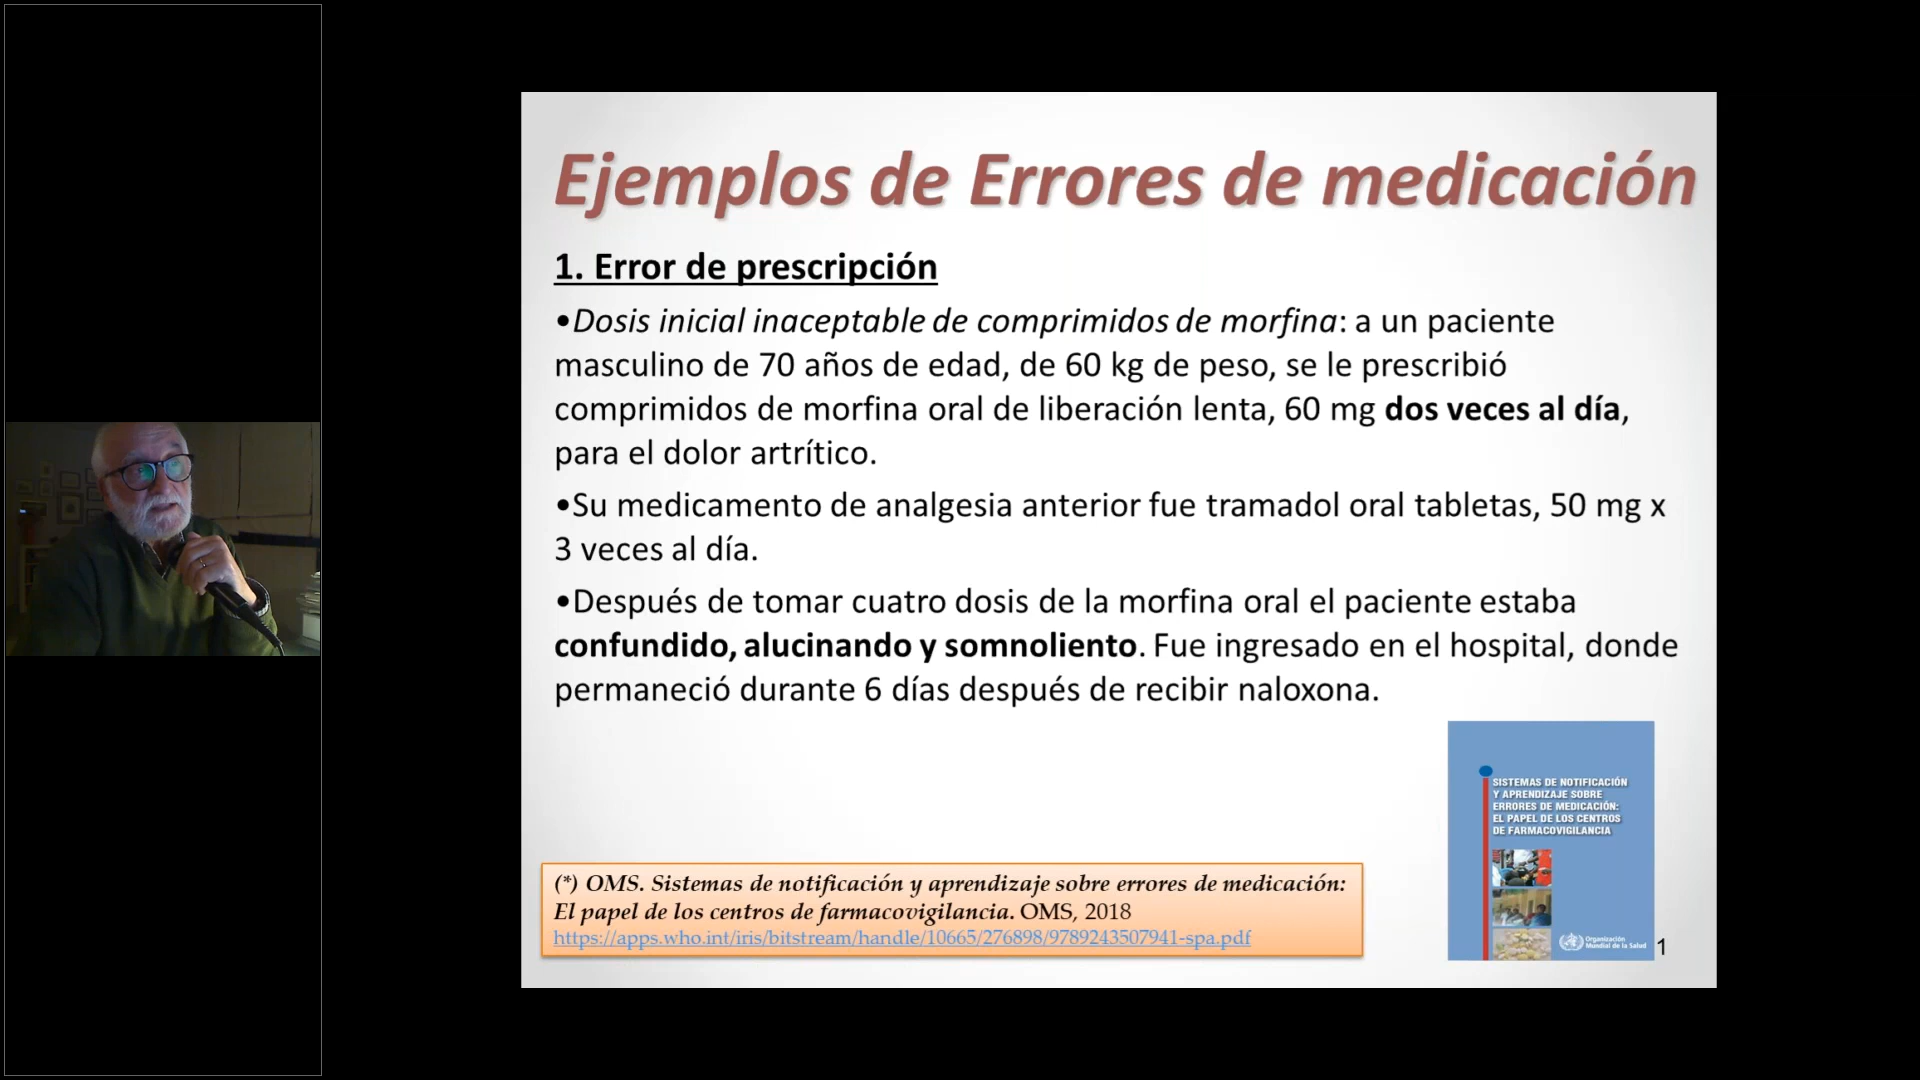 Ejemplos de Errores de medicación
1. Error de prescripción
•Dosis inicial inaceptable de comprimidos de morfina: a un paciente
masculino de 70 años de edad, de 60 kg de peso, se le prescribió
comprimidos de morfina oral de liberación lenta, 60 mg dos veces al día,
para el dolor artrítico.
•Su medicamento de analgesia anterior fue tramadol oral tabletas, 50 mg x
3 veces al día.
•Después de tomar cuatro dosis de la morfina oral el paciente estaba
confundido, alucinando y somnoliento. Fue ingresado en el hospital, donde
permaneció durante 6 días después de recibir naloxona.
SISTEMAS DE NOTIFICACIÓN
Y APRENDIZAJE SOBRE
ERRORES DE MEDICACIÓN:
EL PAPEL DE LOS CENTROS
DE FARMACOVIGILANCIA
(*) OMS. Sistemas de notificación y aprendizaje sobre errores de medicación:
El papel de los centros de farmacovigilancia. OMS, 2018
https://apps.who.int/iris/bitstream/handle/10665/276898/9789243507941-spa.pdf
Organización
Mundial de la Salud
1